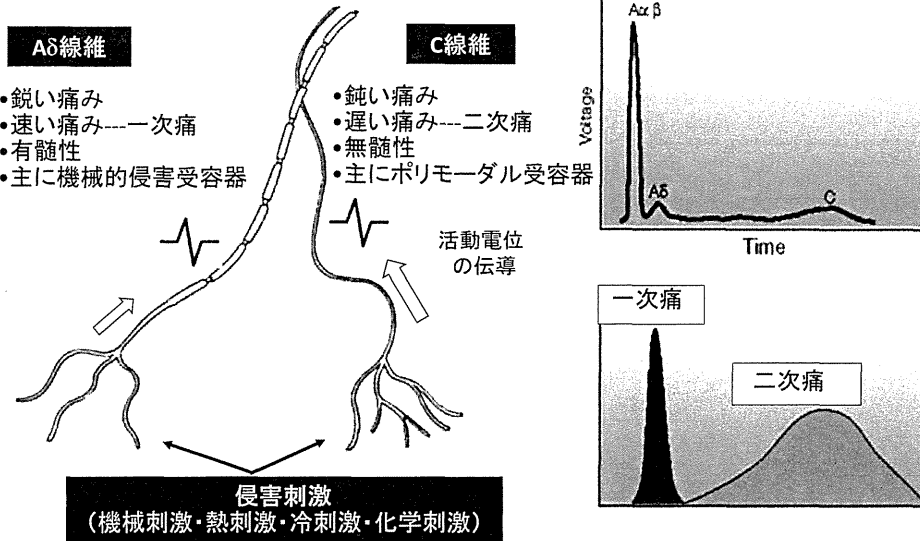 Aδ線維
•鋭い痛み
•速い痛み---一次痛
•有髄性
•主に機械的侵害受容器
C線維
•鈍い痛み
•遅い痛み---二次痛
•無髄性
•主にポリモーダル受容器
活動電位
の伝導
侵害刺激
（機械刺激・熱刺激・冷刺激・化学刺激）
Aαβ
Voltage
Aδ
C
Time
一次痛
二次痛